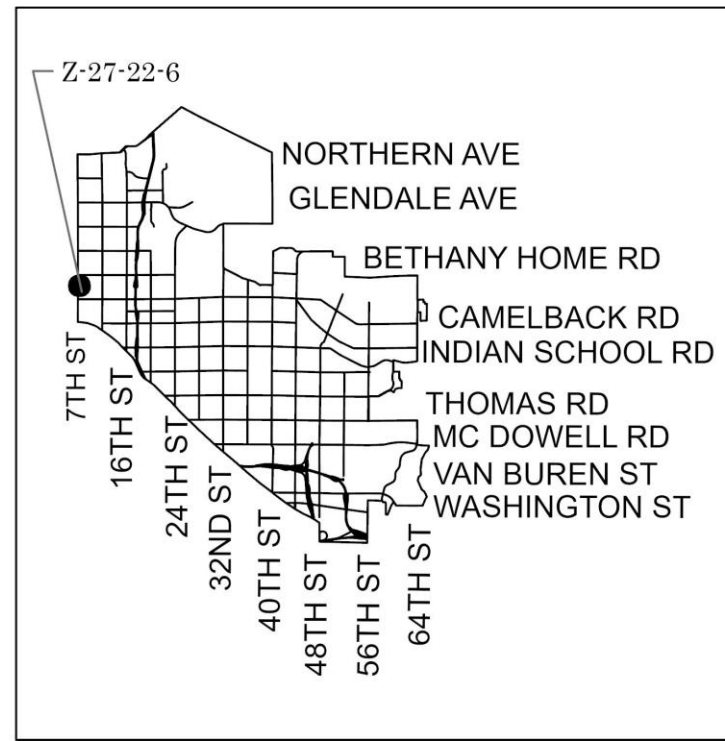 Z-27-22-6
NORTHERN AVE
GLENDALE AVE
BETHANY HOME RD
CAMELBACK RD
INDIAN SCHOOL RD
THOMAS RD
MC DOWELL RD
VAN BUREN ST
WASHINGTON ST
7TH ST
16TH ST
24TH ST
32ND ST
40TH ST
48TH ST
56TH ST
64TH ST